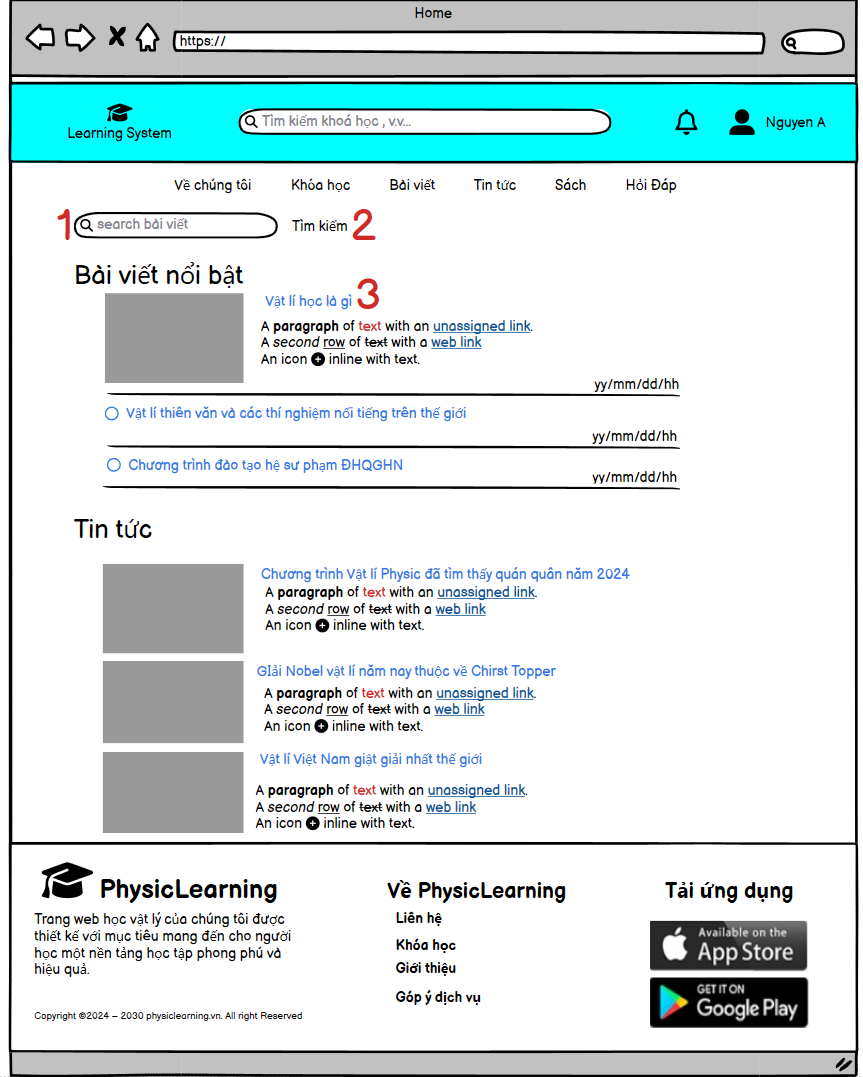 Home
https://
Learning System
Tìm kiếm khoá học , v.v...
Nguyen A
Về chúng tôi Khóa học Bài viết Tin tức Sách Hỏi Đáp
1 search bài viết Tìm kiếm 2
Bài viết nổi bật
Vật lí học là gì 3
A paragraph of text with an unassigned link.
A second row of text with a web link
An icon inline with text.
yy/mm/dd/hh
Vật lí thiên văn và các thí nghiệm nổi tiếng trên thế giới
yy/mm/dd/hh
Chương trình đào tạo hệ sư phạm ĐHQGHN
yy/mm/dd/hh
Tin tức
Chương trình Vật lí Physic đã tìm thấy quán quân năm 2024
A paragraph of text with an unassigned link.
A second row of text with a web link
An icon inline with text.
GIải Nobel vật lí năm nay thuộc về Chirst Topper
A paragraph of text with an unassigned link.
A second row of text with a web link
An icon inline with text.
Vật lí Việt Nam giật giải nhất thế giới
A paragraph of text with an unassigned link.
A second row of text with a web link
An icon inline with text.
PhysicLearning
Trang web học vật lý của chúng tôi được
thiết kế với mục tiêu mang đến cho người
học một nền tảng học tập phong phú và
hiệu quả.
Copyright ©2024 – 2030 physiclearning.vn. All right Reserved
Về PhysicLearning
Liên hệ
Khóa học
Giới thiệu
Góp ý dịch vụ
Tải ứng dụng
Available on the
App Store
GET IT ON
Google Play